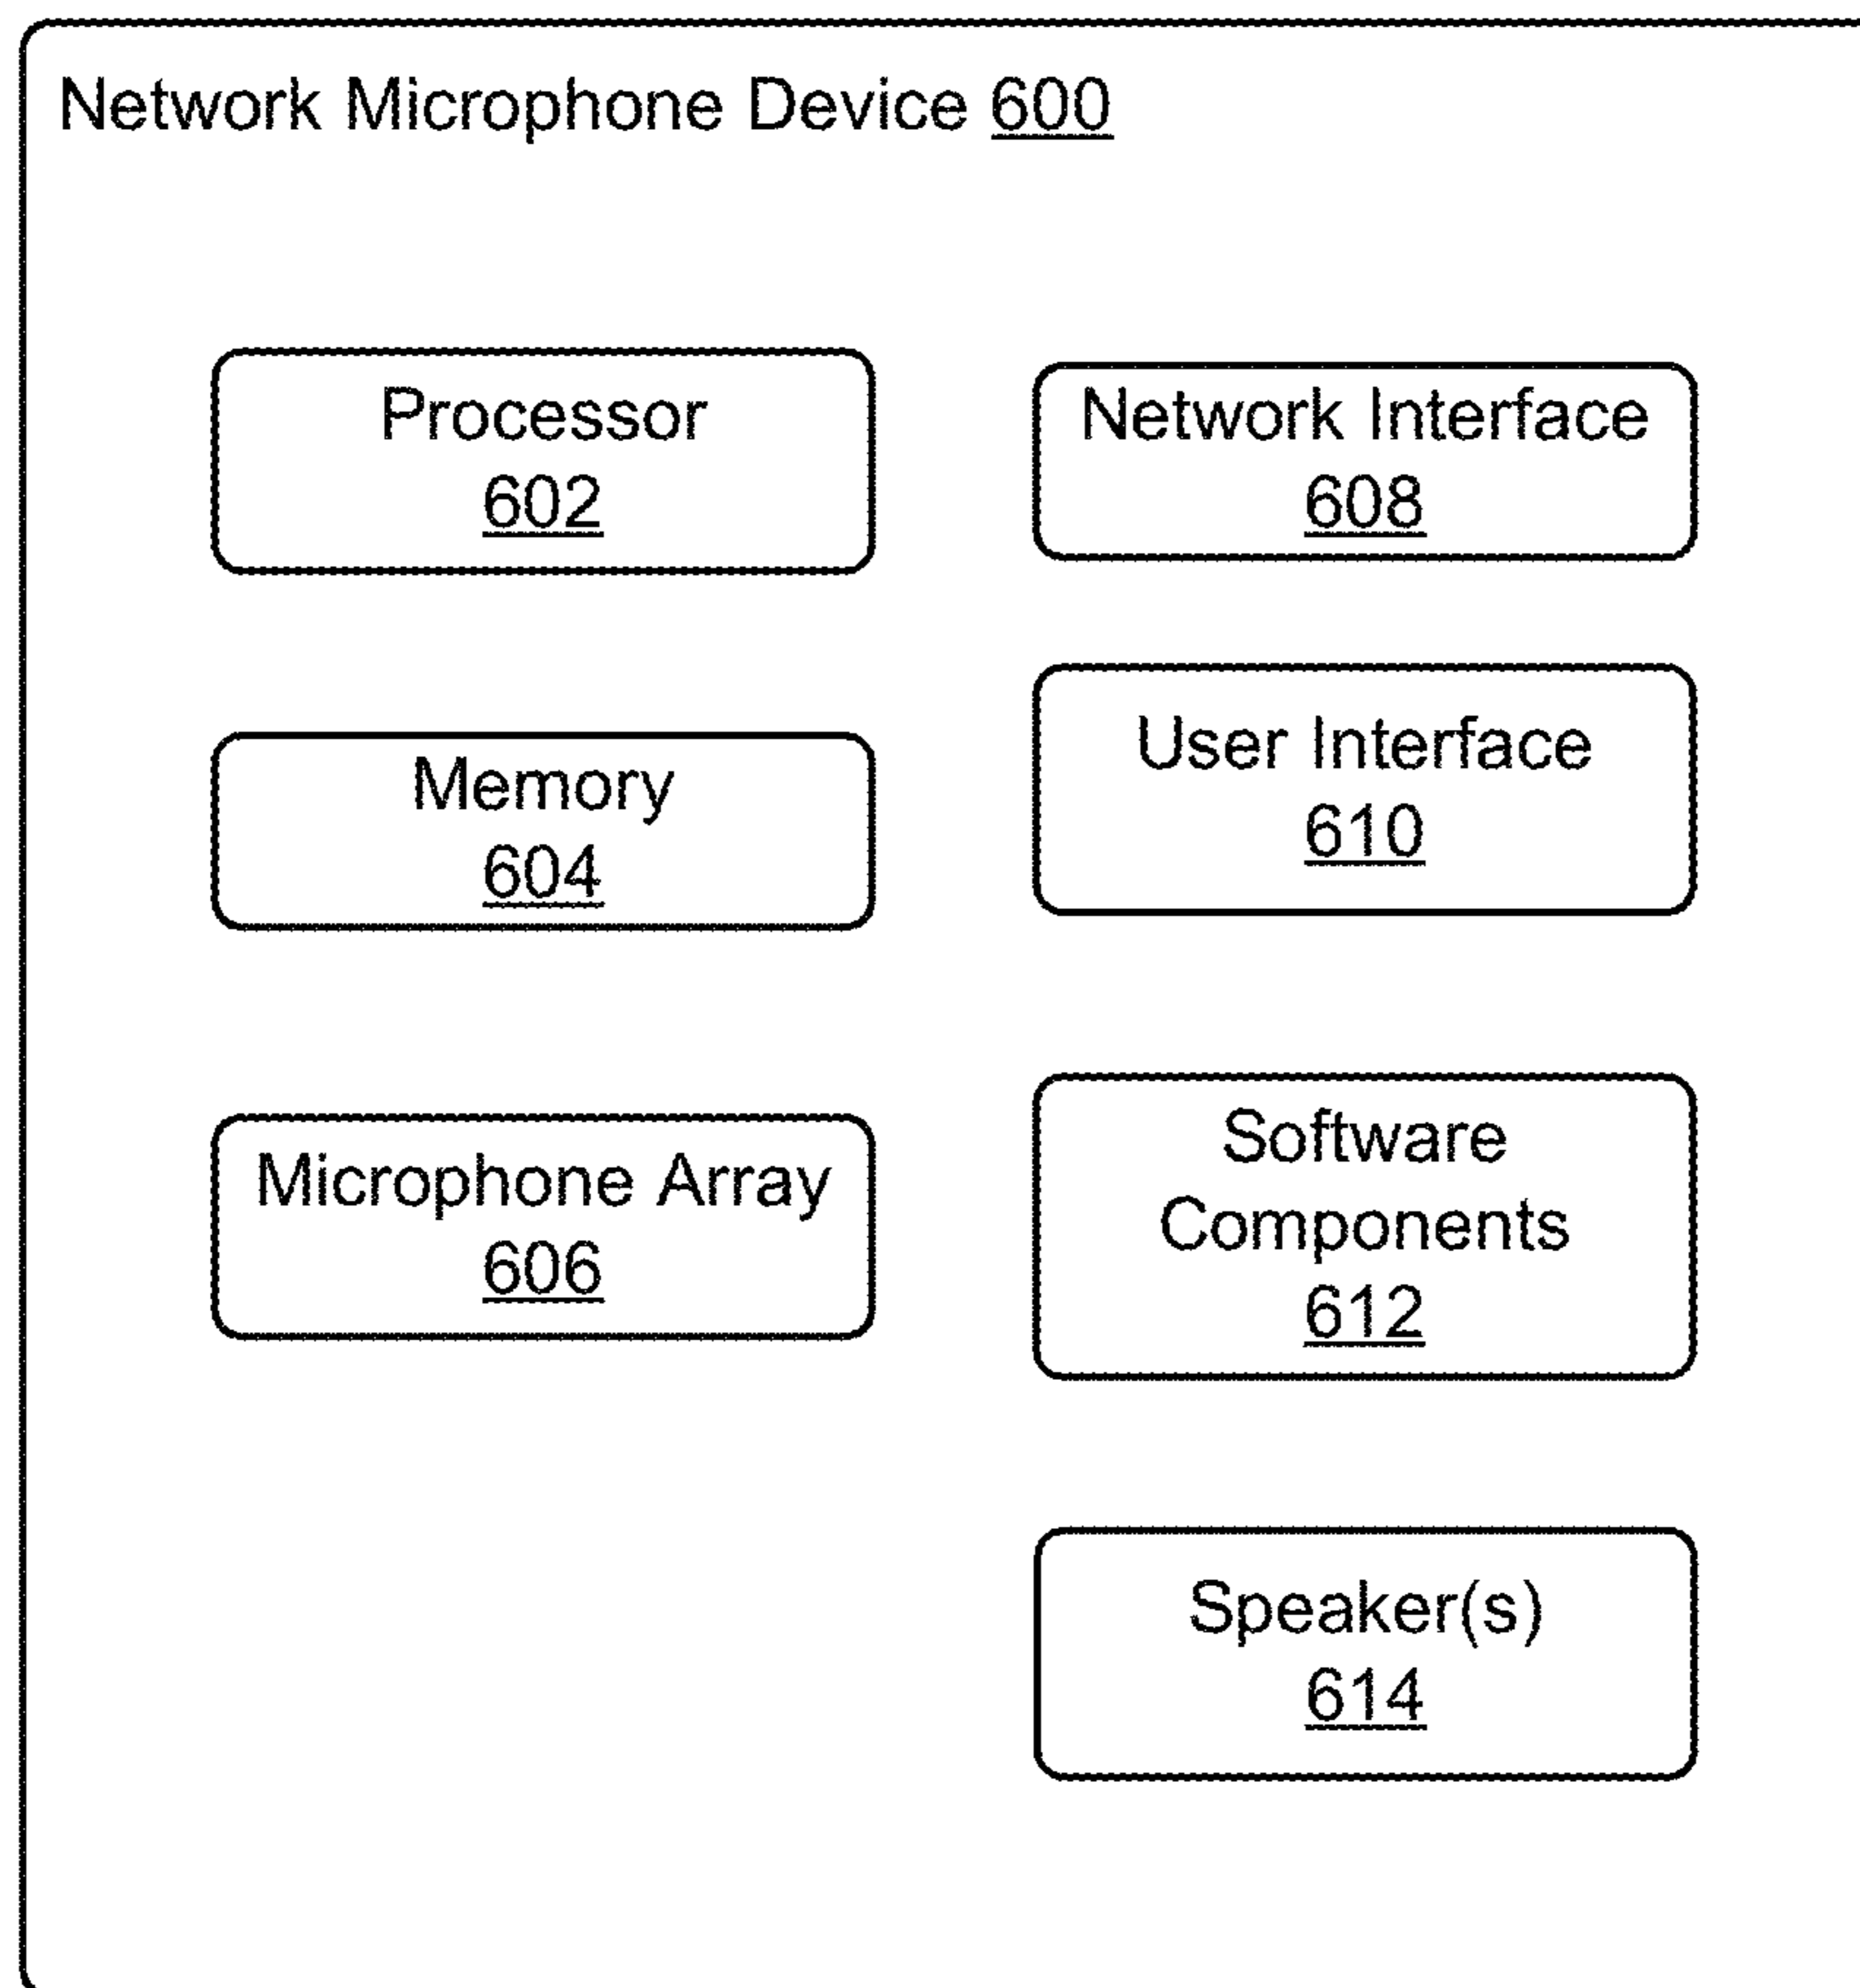 Network Microphone Device 600
Processor
602
Network Interface
608
Memory
604
User Interface
610
Microphone Array
606
Software
Components
612
Speaker(s)
614